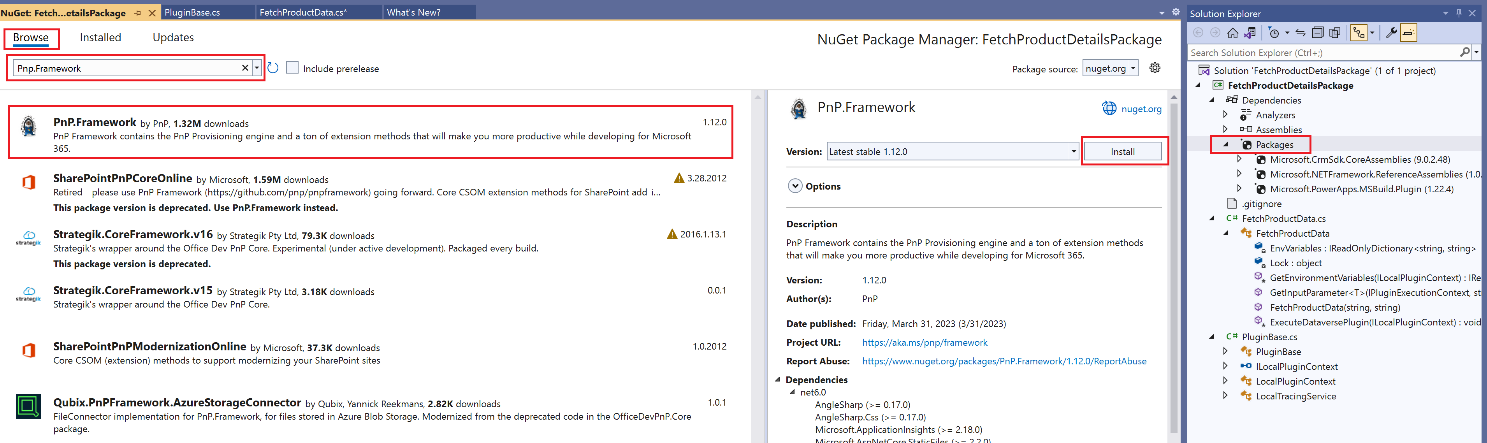 NuGet: Fetch...etailsPackage
PluginBase.cs
FetchProductData.cs*
What's New?
Browse
Installed
Updates
NuGet Package Manager: FetchProductDetailsPackage
Pnp.Framework
Include prerelease
Package source: nuget.org
PnP.Framework by PnP, 1.32M downloads
1.12.0
PnP Framework contains the PnP Provisioning engine and a ton of extension methods that will make you more productive while developing for Microsoft
365.
SharePointPnPCoreOnline by Microsoft, 1.59M downloads
3.28.2012
Retired – please use PnP Framework (https://github.com/pnp/pnpframework) going forward. Core CSOM extension methods for SharePoint add-i...
This package version is deprecated. Use PnP.Framework instead.
Strategik.CoreFramework.v16 by Strategik Pty Ltd, 79.3K downloads
2016.1.13.1
Strategik's wrapper around the Office Dev PnP Core. Experimental (under active development). Packaged every build.
This package version is deprecated.
Strategik.CoreFramework.v15 by Strategik Pty Ltd, 3.18K downloads
0.0.1
Strategik's wrapper around the Office Dev PnP Core.
SharePointPnPModernizationOnline by Microsoft, 37.3K downloads
1.0.2012
Core CSOM (extension) methods to support modernizing your SharePoint sites
Qubix.PnPFramework.AzureStorageConnector by Qubix, Yannick Reekmans, 2.82K downloads
1.0.1
FileConnector implementation for PnP.Framework, for files stored in Azure Blob Storage. Modernized from the deprecated code in the OfficeDevPnP.Core
package.
strategik
strategik
PnP.Framework
nuget.org
Version:
Latest stable 1.12.0
Install
Options
Description
PnP Framework contains the PnP Provisioning engine and a ton of extension methods
that will make you more productive while developing for Microsoft 365.
Version: 1.12.0
Author(s): PnP
Date published: Friday, March 31, 2023 (3/31/2023)
Project URL: https://aka.ms/pnp/framework
Report Abuse: https://www.nuget.org/packages/PnP.Framework/1.12.0/ReportAbuse
Dependencies
net6.0
AngleSharp (>= 0.17.0)
AngleSharp.Css (>= 0.17.0)
Microsoft.ApplicationInsights (>= 2.18.0)
Microsoft.AspNetCore.StaticFiles (>= 2.2.0)
Solution Explorer
Search Solution Explorer (Ctrl+;)
Solution 'FetchProductDetailsPackage' (1 of 1 project)
FetchProductDetailsPackage
Dependencies
Analyzers
Assemblies
Packages
Microsoft.CrmSdk.CoreAssemblies (9.0.2.48)
Microsoft.NETFramework.ReferenceAssemblies (1.0.
Microsoft.PowerApps.MSBuild.Plugin (1.22.4)
.gitignore
C# FetchProductData.cs
FetchProductData
EnvVariables : IReadOnlyDictionary<string, string>
Lock : object
GetEnvironmentVariables(ILocalPluginContext) : IRe
GetInputParameter<T>(IPluginExecutionContext, st
FetchProductData(string, string)
ExecuteDataversePlugin(ILocalPluginContext) : void
C# PluginBase.cs
PluginBase
ILocalPluginContext
LocalPluginContext
LocalTracingService